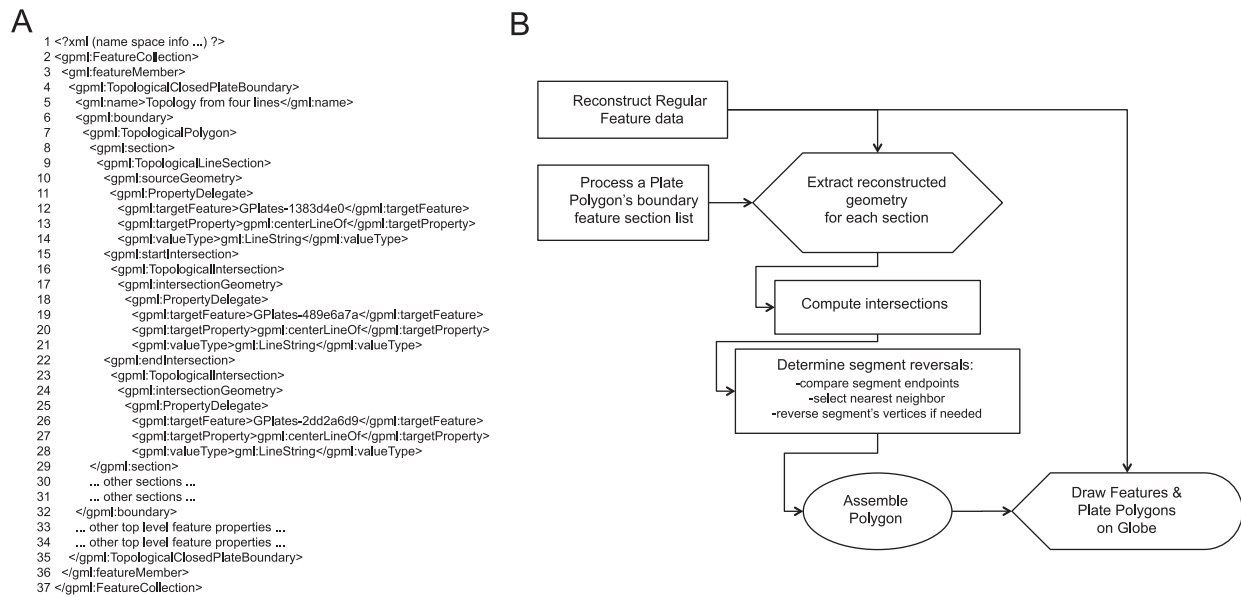 A
1 <?xml (name space info ...) ?>
2 <gpml:FeatureCollection>
3 <gml:featureMember>
4 <gpml:TopologicalClosedPlateBoundary>
5 <gml:name>Topology from four lines</gml:name>
6 <gpml:boundary>
7 <gpml:TopologicalPolygon>
8 <gpml:section>
9 <gpml:TopologicalLineSection>
10 <gpml:sourceGeometry>
11 <gpml:PropertyDelegate>
12 <gpml:targetFeature>GPlates-1383d4e0</gpml:targetFeature>
13 <gpml:targetProperty>gpml:centerLineOf</gpml:targetProperty>
14 <gpml:valueType>gml:LineString</gpml:valueType>
15 <gpml:startIntersection>
16 <gpml:TopologicalIntersection>
17 <gpml:intersectionGeometry>
18 <gpml:PropertyDelegate>
19 <gpml:targetFeature>GPlates-489e6a7a</gpml:targetFeature>
20 <gpml:targetProperty>gpml:centerLineOf</gpml:targetProperty>
21 <gpml:valueType>gml:LineString</gpml:valueType>
22 <gpml:endIntersection>
23 <gpml:TopologicalIntersection>
24 <gpml:intersectionGeometry>
25 <gpml:PropertyDelegate>
26 <gpml:targetFeature>GPlates-2dd2a6d9</gpml:targetFeature>
27 <gpml:targetProperty>gpml:centerLineOf</gpml:targetProperty>
28 <gpml:valueType>gml:LineString</gpml:valueType>
29 </gpml:section>
30 ... other sections ...
31 ... other sections ...
32 </gpml:boundary>
33 ... other top level feature properties ...
34 ... other top level feature properties ...
35 </gpml:TopologicalClosedPlateBoundary>
36 </gml:featureMember>
37 </gpml:FeatureCollection>
B
Reconstruct Regular
Feature data
Process a Plate
Polygon's boundary
feature section list
Extract reconstructed
geometry
for each section
Compute intersections
Determine segment reversals:
-compare segment endpoints
-select nearest neighbor
-reverse segment's vertices if needed
Assemble
Polygon
Draw Features &
Plate Polygons
on Globe